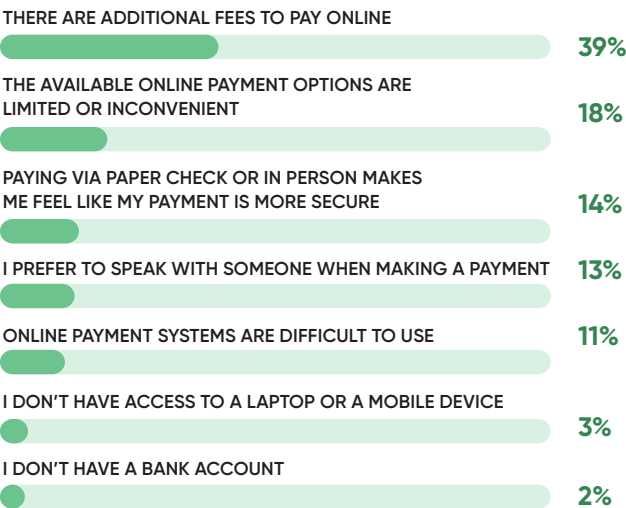 THERE ARE ADDITIONAL FEES TO PAY ONLINE
39%
THE AVAILABLE ONLINE PAYMENT OPTIONS ARE
LIMITED OR INCONVENIENT
18%
PAYING VIA PAPER CHECK OR IN PERSON MAKES
ME FEEL LIKE MY PAYMENT IS MORE SECURE
14%
I PREFER TO SPEAK WITH SOMEONE WHEN MAKING A PAYMENT
13%
ONLINE PAYMENT SYSTEMS ARE DIFFICULT TO USE
11%
I DON’T HAVE ACCESS TO A LAPTOP OR A MOBILE DEVICE
3%
I DON’T HAVE A BANK ACCOUNT
2%